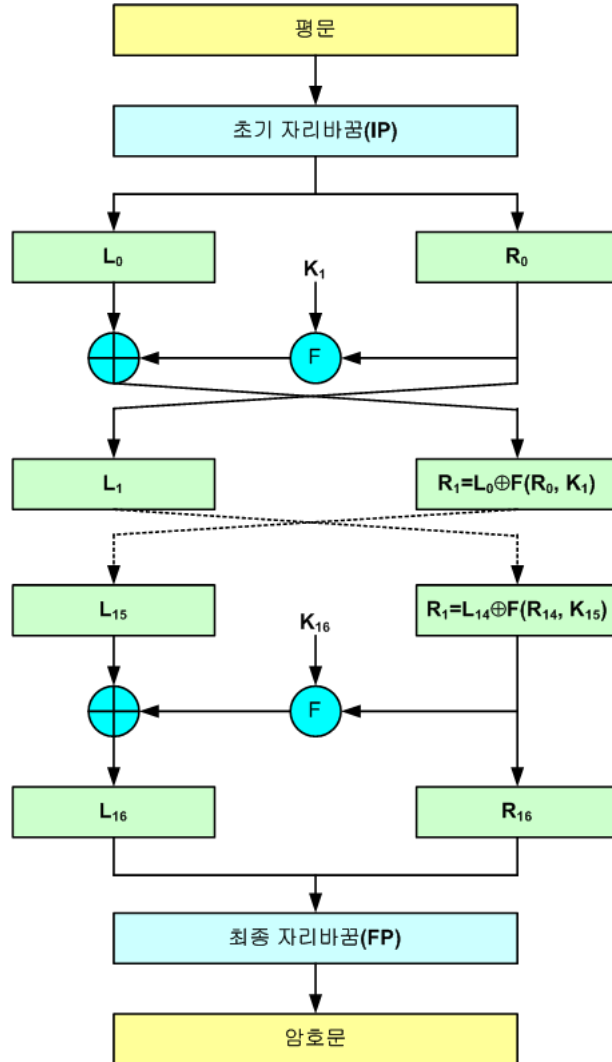 평문
초기 자리바꿈(IP)
L₀
R₀
K₁
F
L₁
R₁=L₀⊕F(R₀, K₁)
L₁₅
R₁=L₁₄⊕F(R₁₄, K₁₅)
K₁₆
F
L₁₆
R₁₆
최종 자리바꿈(FP)
암호문